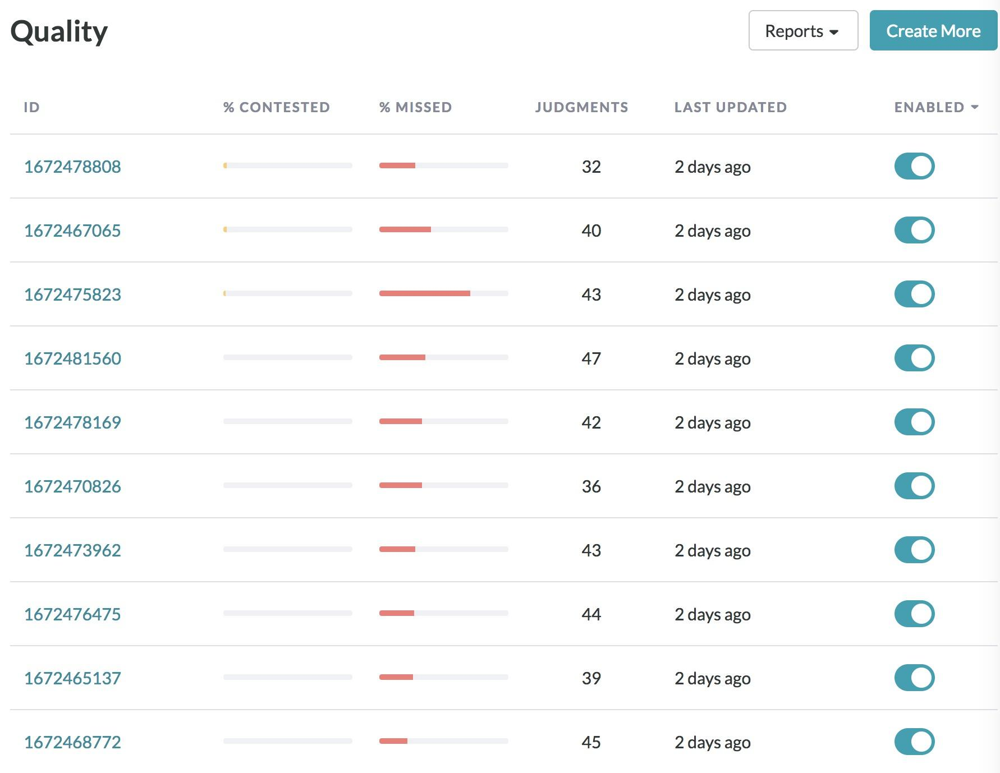 Quality Reports Create More
ID % CONTESTED % MISSED JUDGMENTS LAST UPDATED ENABLED
1672478808 32 2 days ago
1672467065 40 2 days ago
1672475823 43 2 days ago
1672481560 47 2 days ago
1672478169 42 2 days ago
1672470826 36 2 days ago
1672473962 43 2 days ago
1672476475 44 2 days ago
1672465137 39 2 days ago
1672468772 45 2 days ago